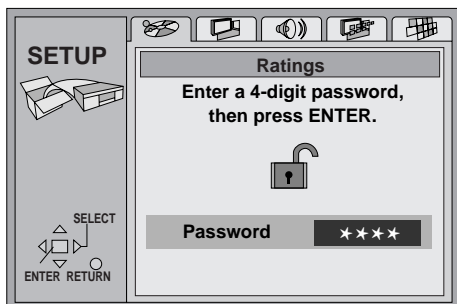 SETUP
Ratings
Enter a 4-digit password,
then press ENTER.
Password ★★★★
SELECT
ENTER RETURN